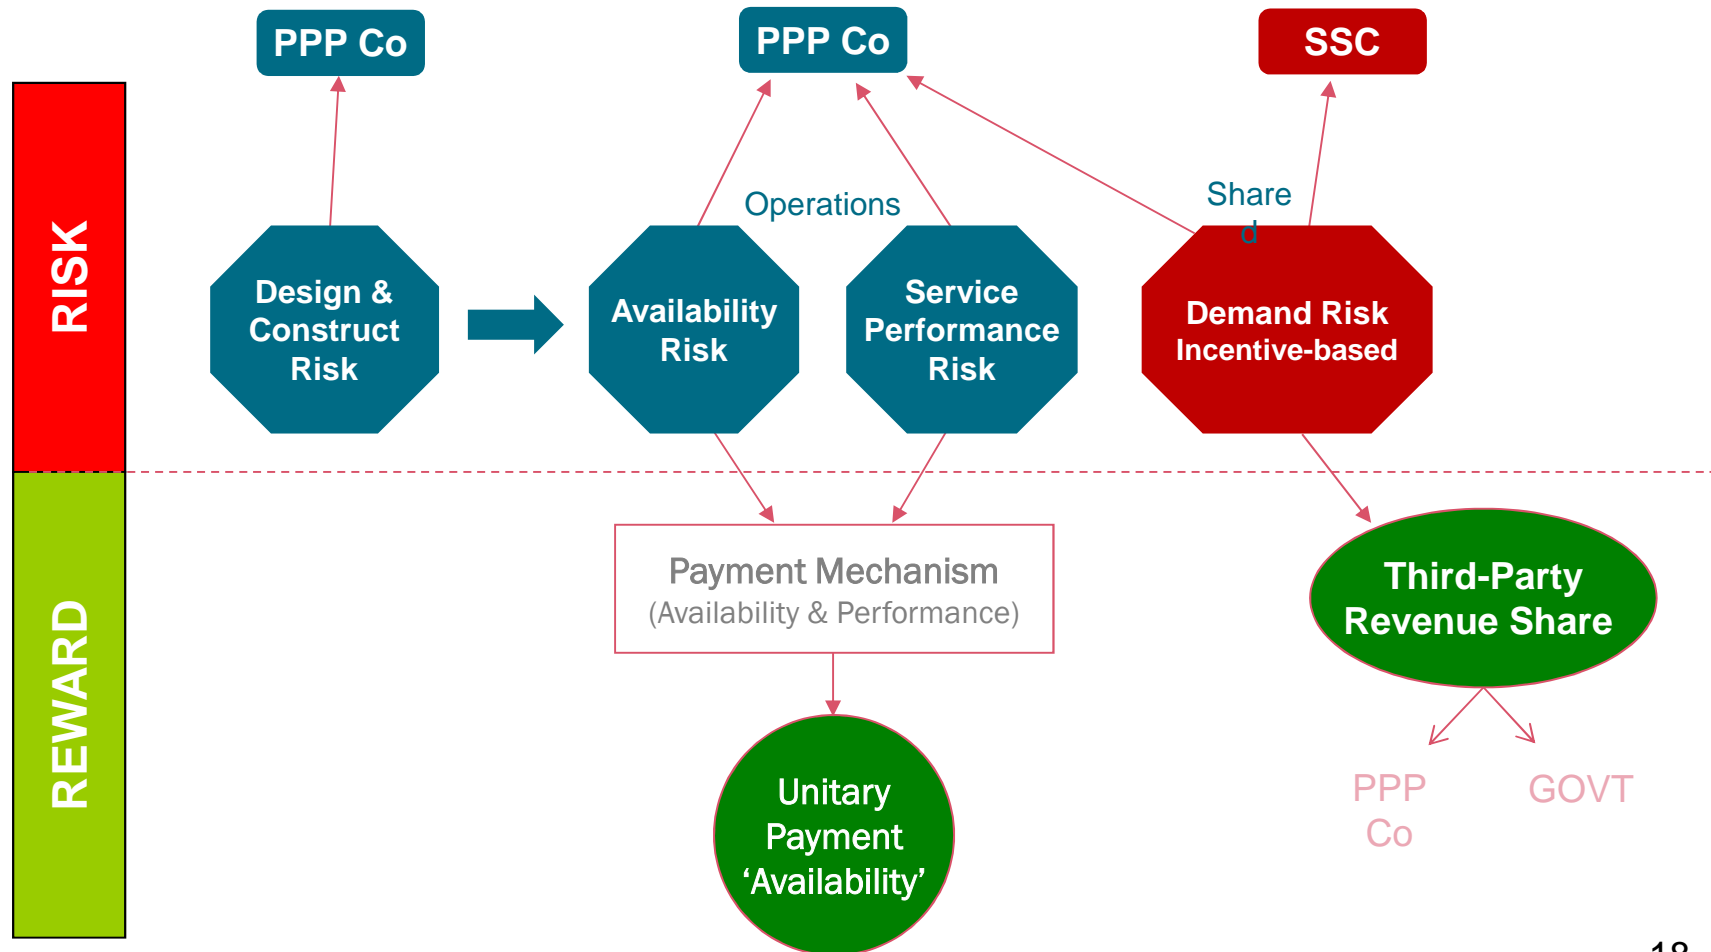 PPP Co
PPP Co
SSC
RISK
Operations
Share
d
Design &
Construct
Risk
Availability
Risk
Service
Performance
Risk
Demand Risk
Incentive-based
REWARD
Payment Mechanism
(Availability & Performance)
Third-Party
Revenue Share
Unitary
Payment
‘Availability’
PPP
Co
GOVT
18